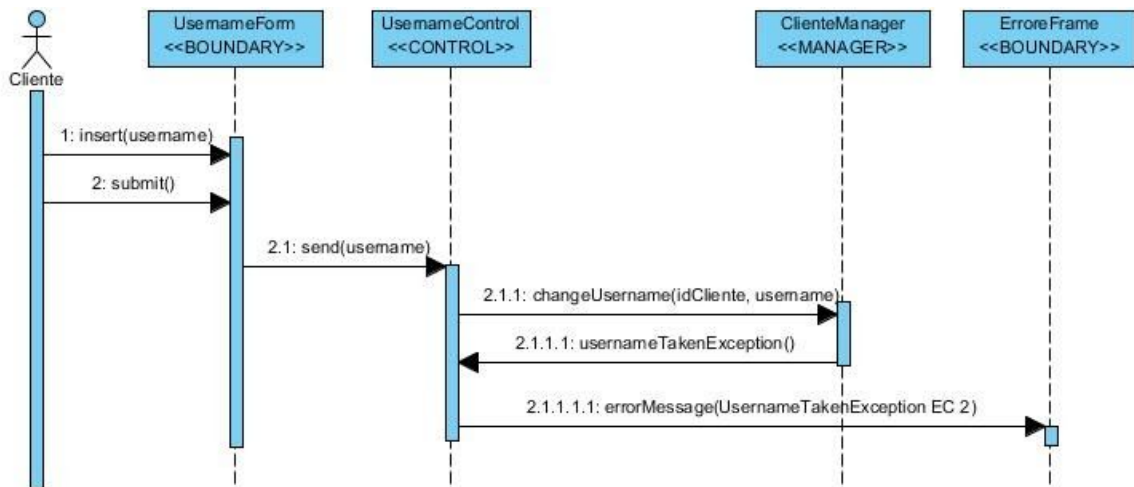 UsernameForm
<<BOUNDARY>>
UsernameControl
<<CONTROL>>
ClienteManager
<<MANAGER>>
ErroreFrame
<<BOUNDARY>>
Cliente
1: insert(username)
2: submit()
2.1: send(username)
2.1.1: changeUsername(idCliente, username)
2.1.1.1: usernameTakenException()
2.1.1.1.1: errorMessage(UsernameTakenException EC 2)